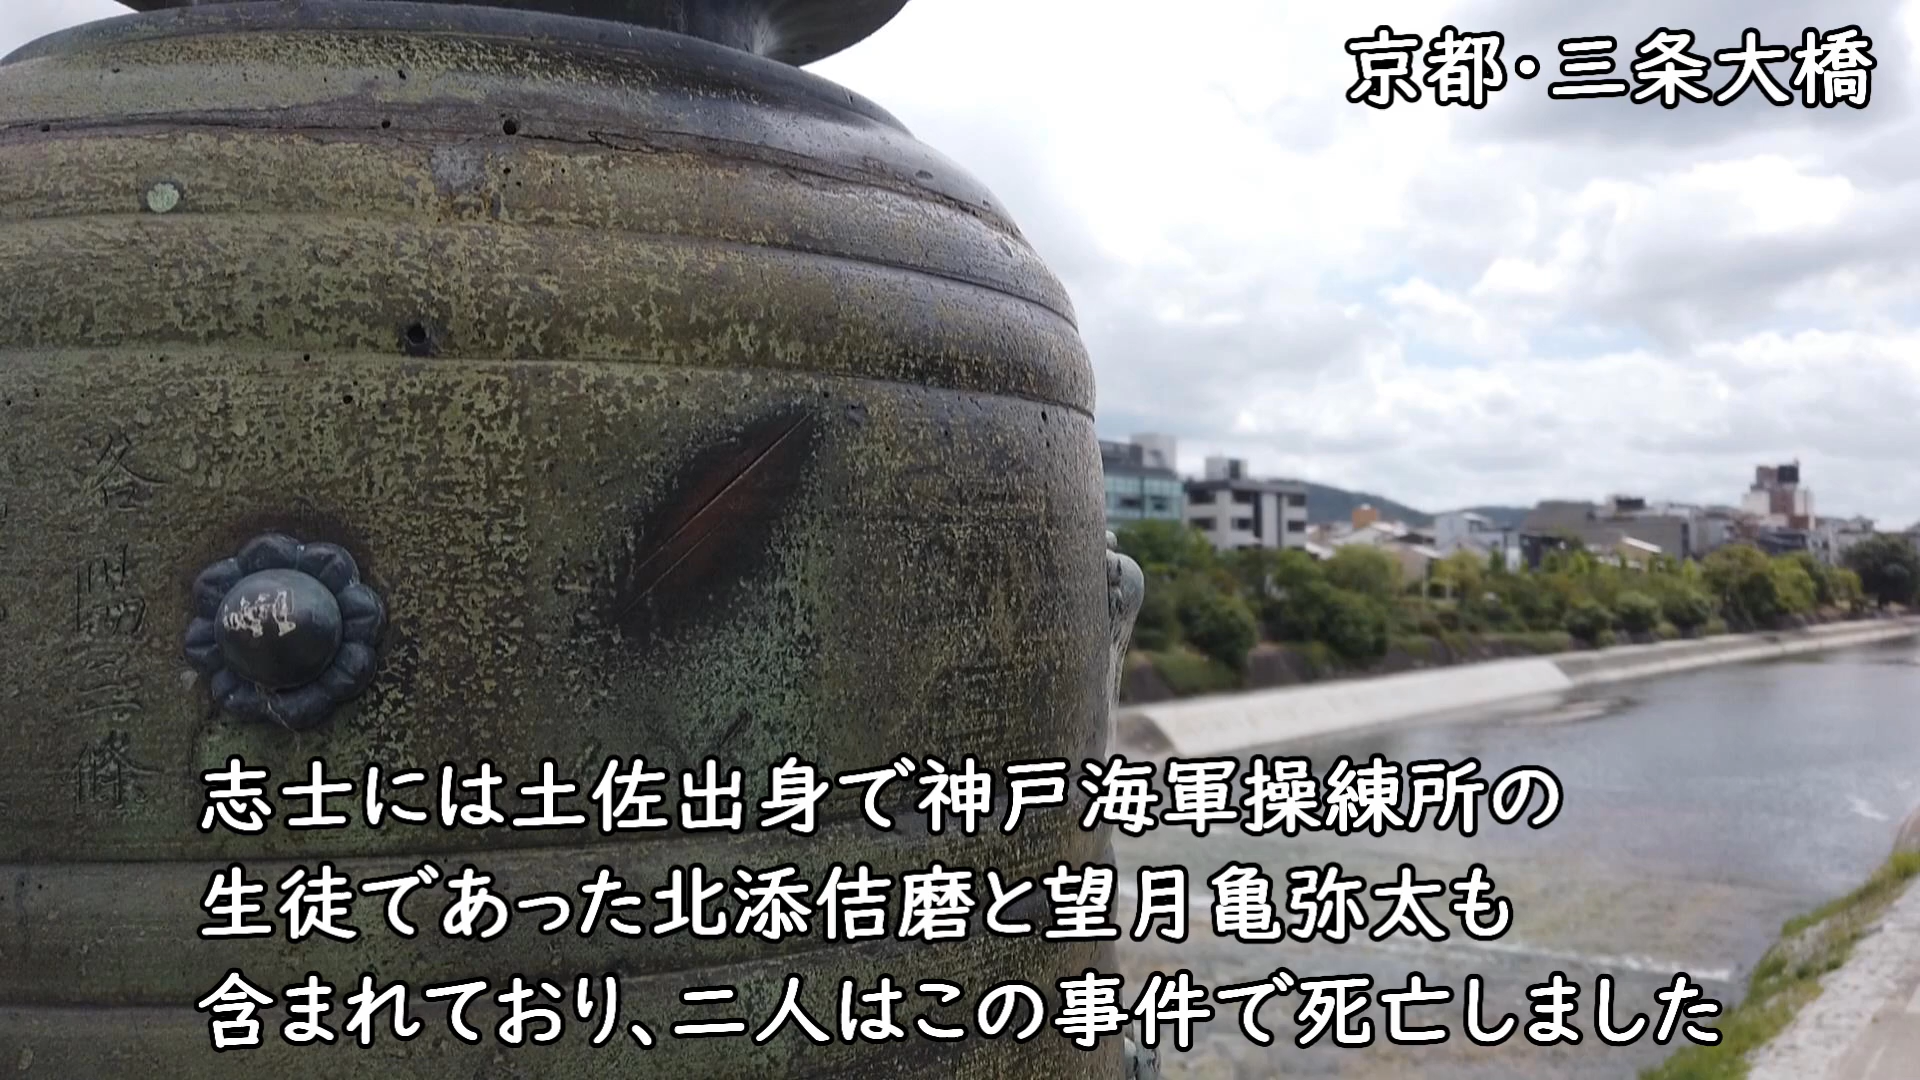 京都・三条大橋
志士には土佐出身で神戸海軍操練所の
生徒であった北添佶磨と望月亀弥太も
含まれており、二人はこの事件で死亡しました